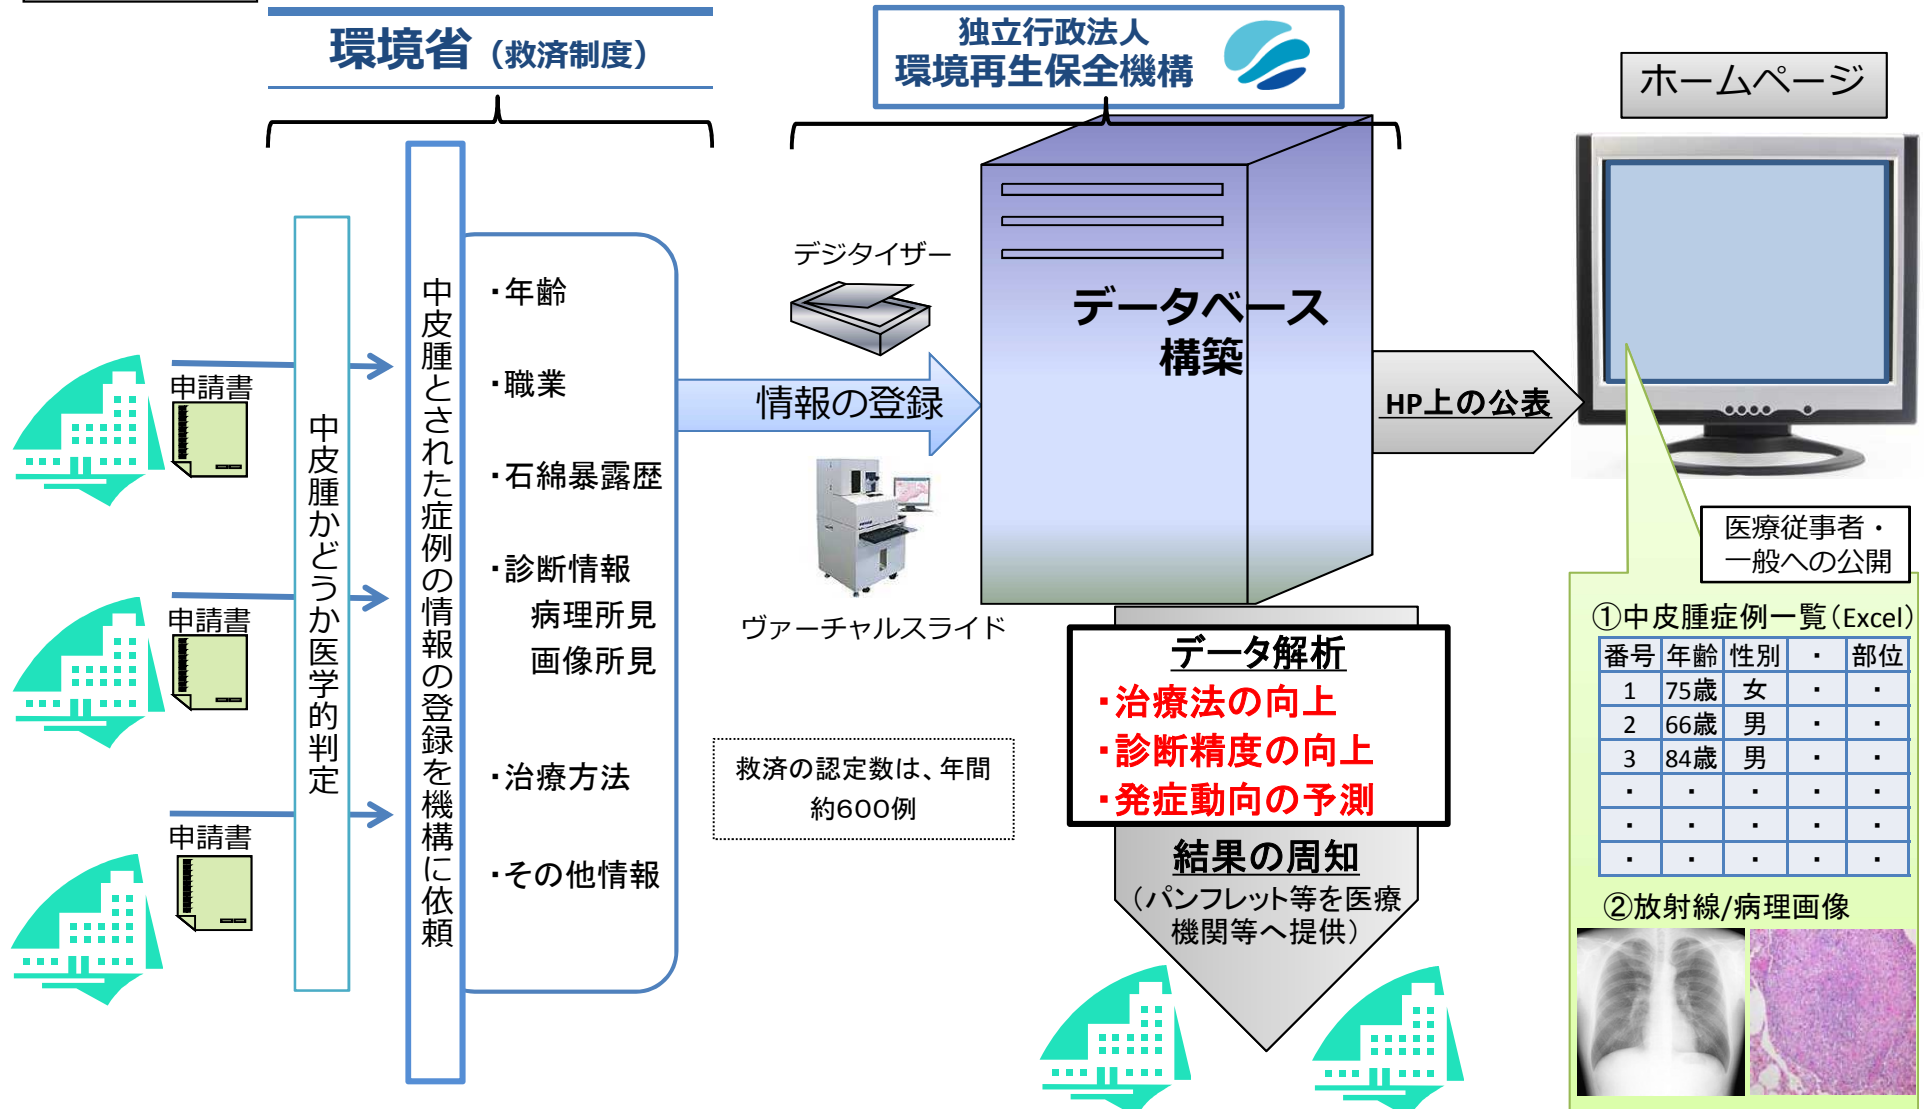 環境省（救済制度）
独立行政法人
環境再生保全機構
ホームページ
申請書
申請書
申請書
中皮腫かどうか医学的判定
中皮腫とされた症例の情報の登録を機構に依頼
・年齢
・職業
・石綿暴露歴
・診断情報
病理所見
画像所見
・治療方法
・その他情報
デジタイザー
情報の登録
ヴァーチャルスライド
救済の認定数は、年間
約600例
データベース
構築
HP上の公表
データ解析
・治療法の向上
・診断精度の向上
・発症動向の予測
結果の周知
（パンフレット等を医療
機関等へ提供）
医療従事者・
一般への公開
①中皮腫症例一覧（Excel）
番号 年齢 性別 ・ 部位
1 75歳 女 ・ ・
2 66歳 男 ・ ・
3 84歳 男 ・ ・
・ ・ ・ ・ ・
・ ・ ・ ・ ・
・ ・ ・ ・ ・
②放射線/病理画像